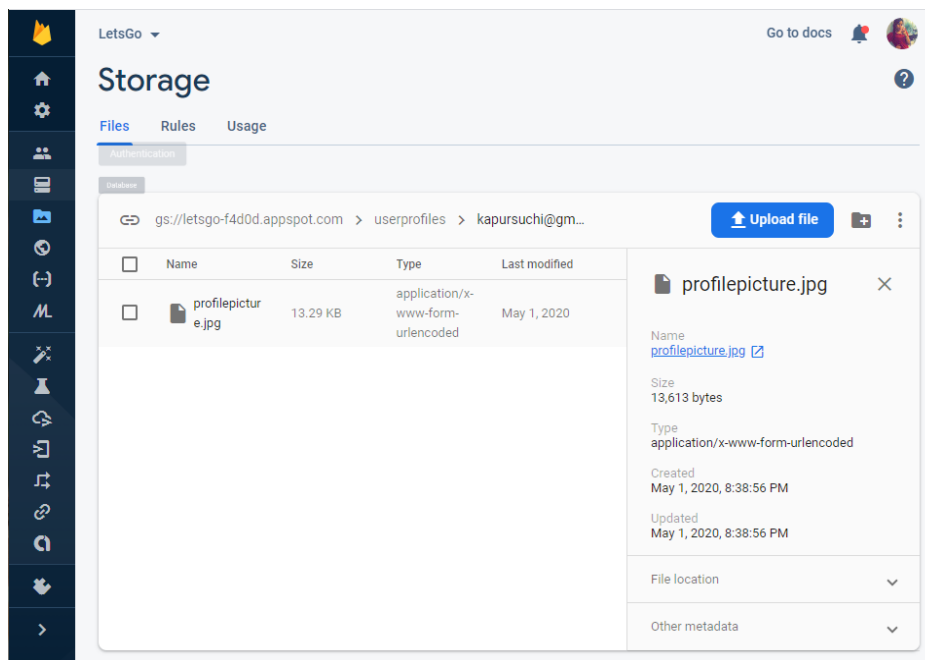 LetsGo
Go to docs
Storage
Files Rules Usage
Authentication
Database
gs://letsgo-f4d0d.appspot.com > userprofiles > kapursuchi@gm...
Upload file
Name Size Type Last modified
profilepictur
e.jpg
13.29 KB
application/x-
www-form-
urlencoded
May 1, 2020
profilepicture.jpg
Name
profilepicture.jpg
Size
13,613 bytes
Type
application/x-www-form-urlencoded
Created
May 1, 2020, 8:38:56 PM
Updated
May 1, 2020, 8:38:56 PM
File location
Other metadata